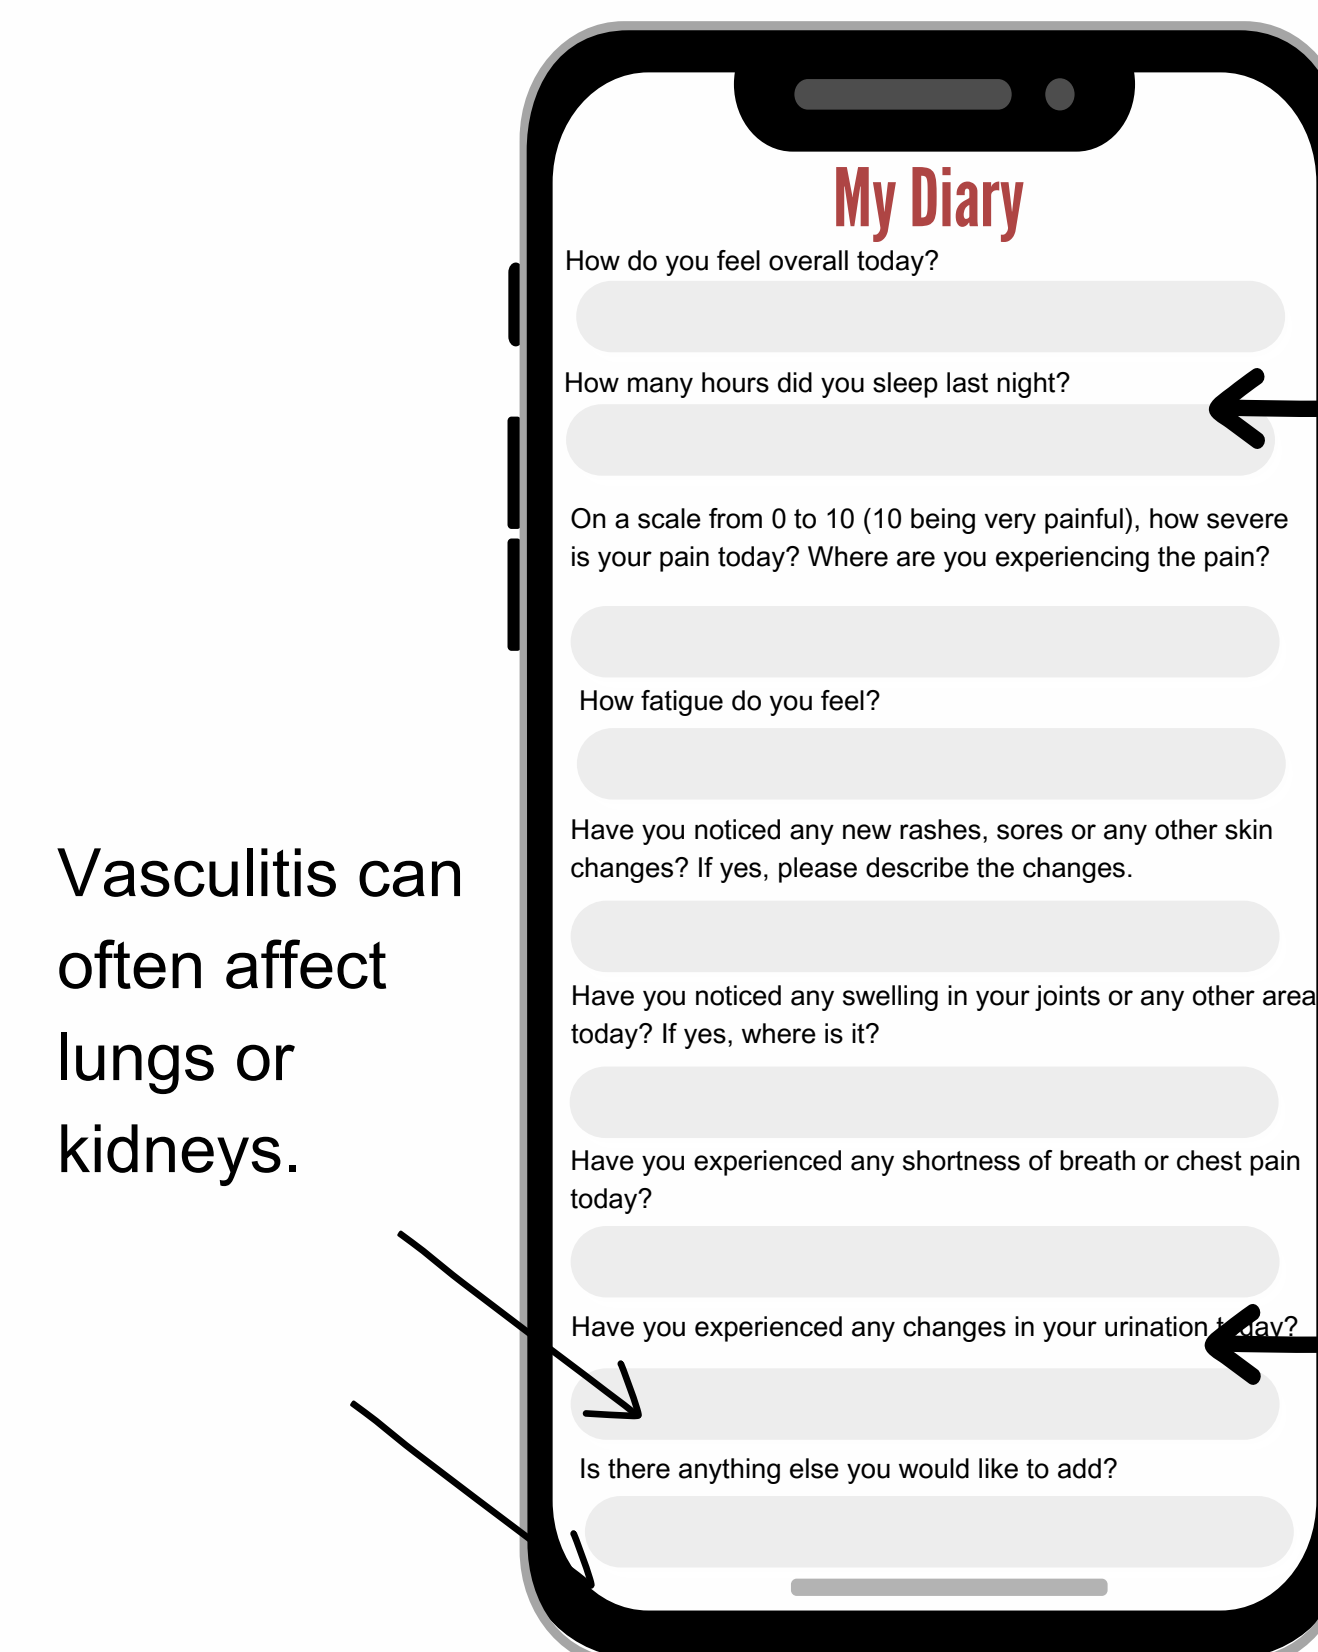 My Diary
How do you feel overall today?
How many hours did you sleep last night?
On a scale from 0 to 10 (10 being very painful), how severe
is your pain today? Where are you experiencing the pain?
How fatigue do you feel?
Have you noticed any new rashes, sores or any other skin
changes? If yes, please describe the changes.
Have you noticed any swelling in your joints or any other area
today? If yes, where is it?
Have you experienced any shortness of breath or chest pain
today?
Have you experienced any changes in your urination today?
Is there anything else you would like to add?
Vasculitis can
often affect
lungs or
kidneys.